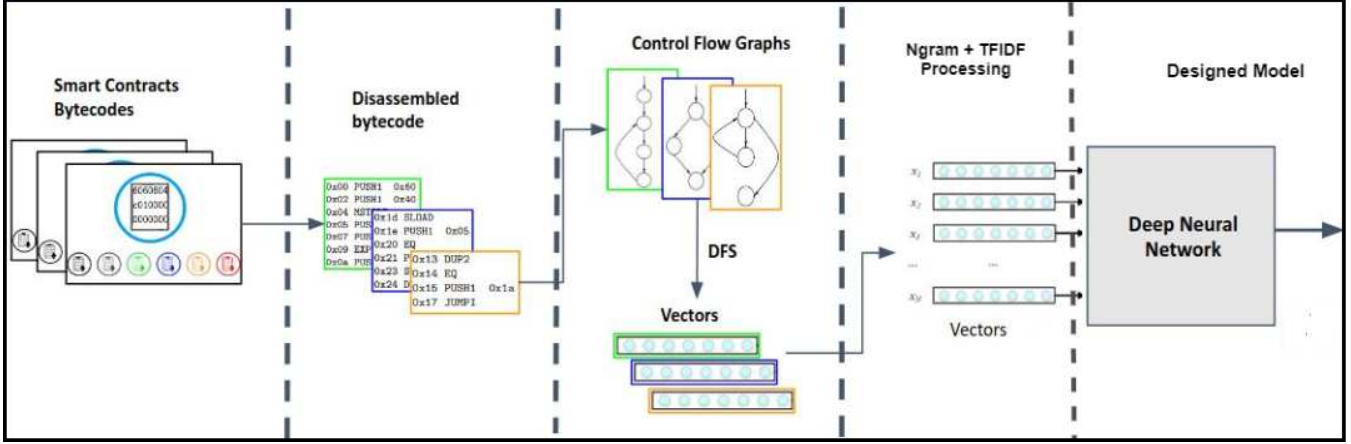 Smart Contracts
Bytecodes
6060604
c010000
0000000
Disassembled
bytecode
0x00 PUSH1 0x60
0x02 PUSH1 0x40
0x04 MST
0x05 PUS
0x07 PUS
0x09 EXP
0x0a PUS
0x1d SLOAD
0x1e PUSH1 0x05
0x20 EQ
0x21 P
0x23 S
0x24 D
0x13 DUP2
0x14 EQ
0x15 PUSH1 0x1a
0x17 JUMPI
Control Flow Graphs
DFS
Vectors
Ngram + TFIDF
Processing
x1
x2
...
...
xM
Vectors
Designed Model
Deep Neural
Network